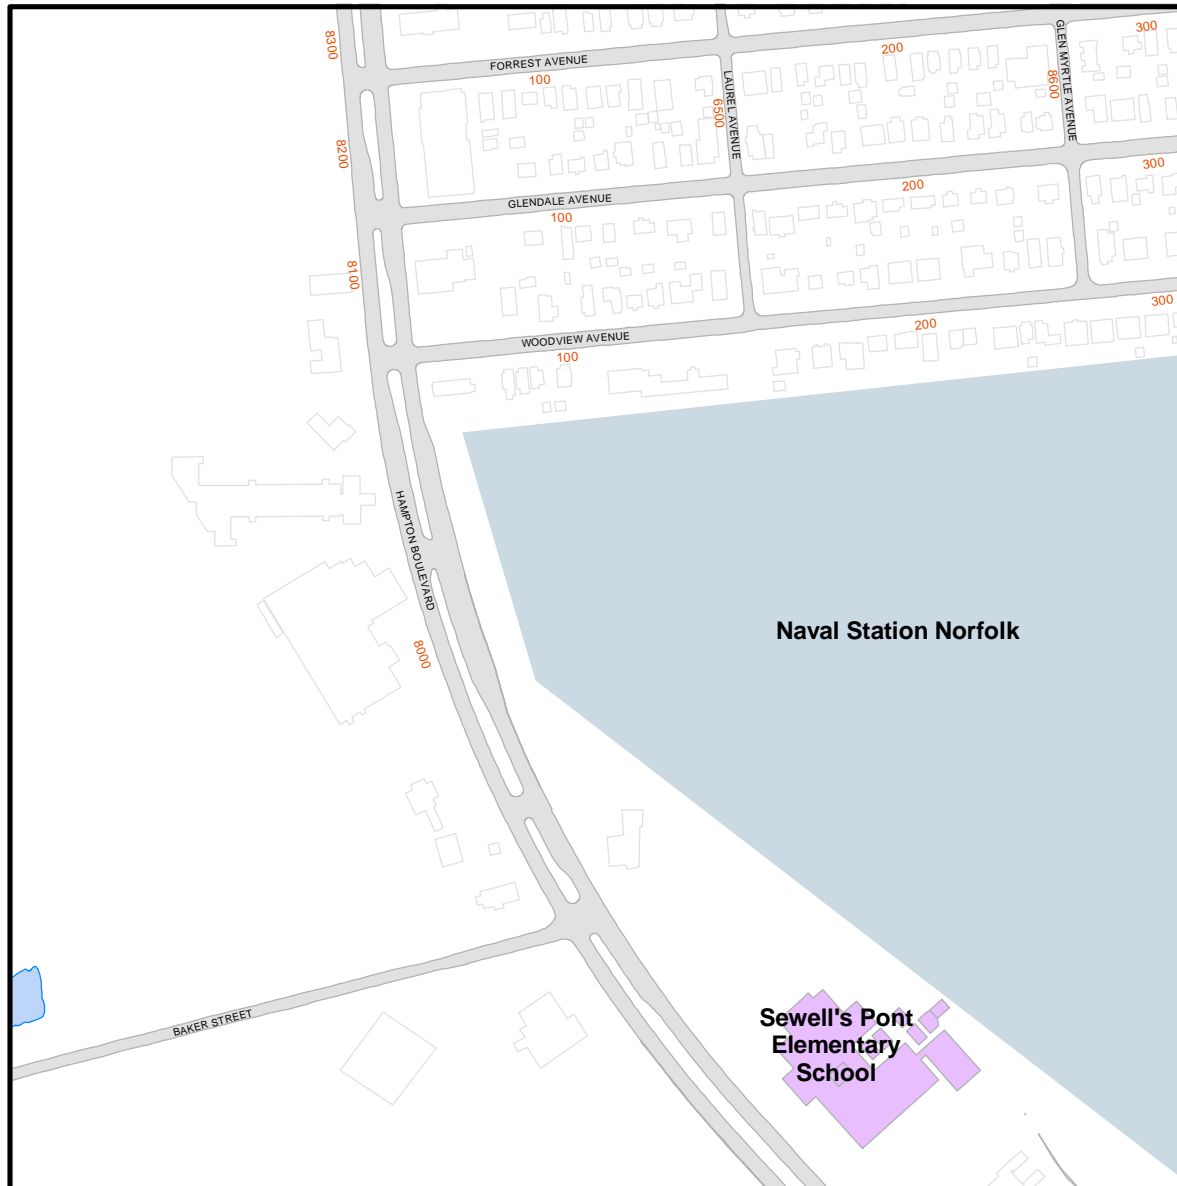 300
8300
GLEN MYRTLE AVENUE
200
FORREST AVENUE
100
LAUREL AVENUE
6500
8600
8200
300
200
GLENDALE AVENUE
100
8100
300
200
WOODVIEW AVENUE
100
HAMPTON BOULEVARD
Naval Station Norfolk
8000
BAKER STREET
Sewell's Pont
Elementary
School